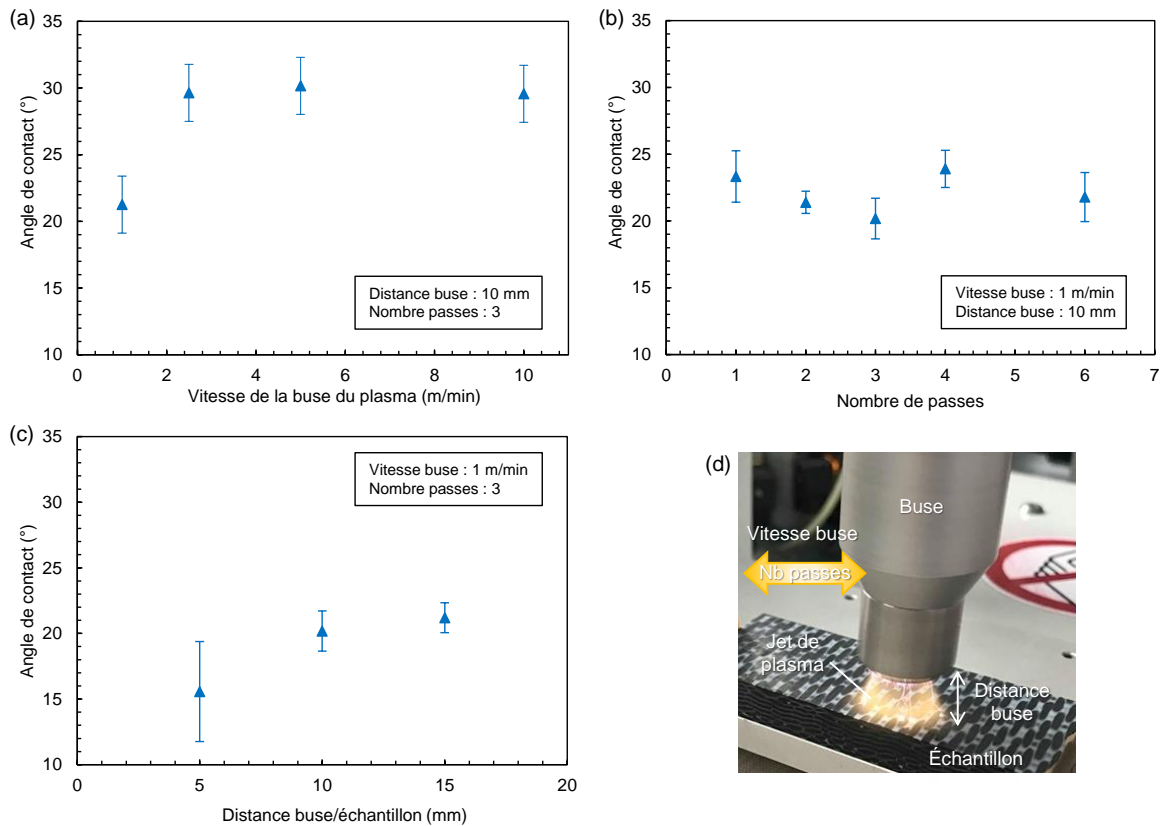 (a)
35
30
25
20
15
10
Angle de contact (°)
Distance buse : 10 mm
Nombre passes : 3
0 2 4 6 8 10
Vitesse de la buse du plasma (m/min)
(b)
35
30
25
20
15
10
Angle de contact (°)
Vitesse buse : 1 m/min
Distance buse : 10 mm
0 1 2 3 4 5 6 7
Nombre de passes
(c)
35
30
25
20
15
10
Angle de contact (°)
Vitesse buse : 1 m/min
Nombre passes : 3
0 5 10 15 20
Distance buse/échantillon (mm)
(d)
Buse
Vitesse buse
Nb passes
Jet de
plasma
Distance
buse
Échantillon